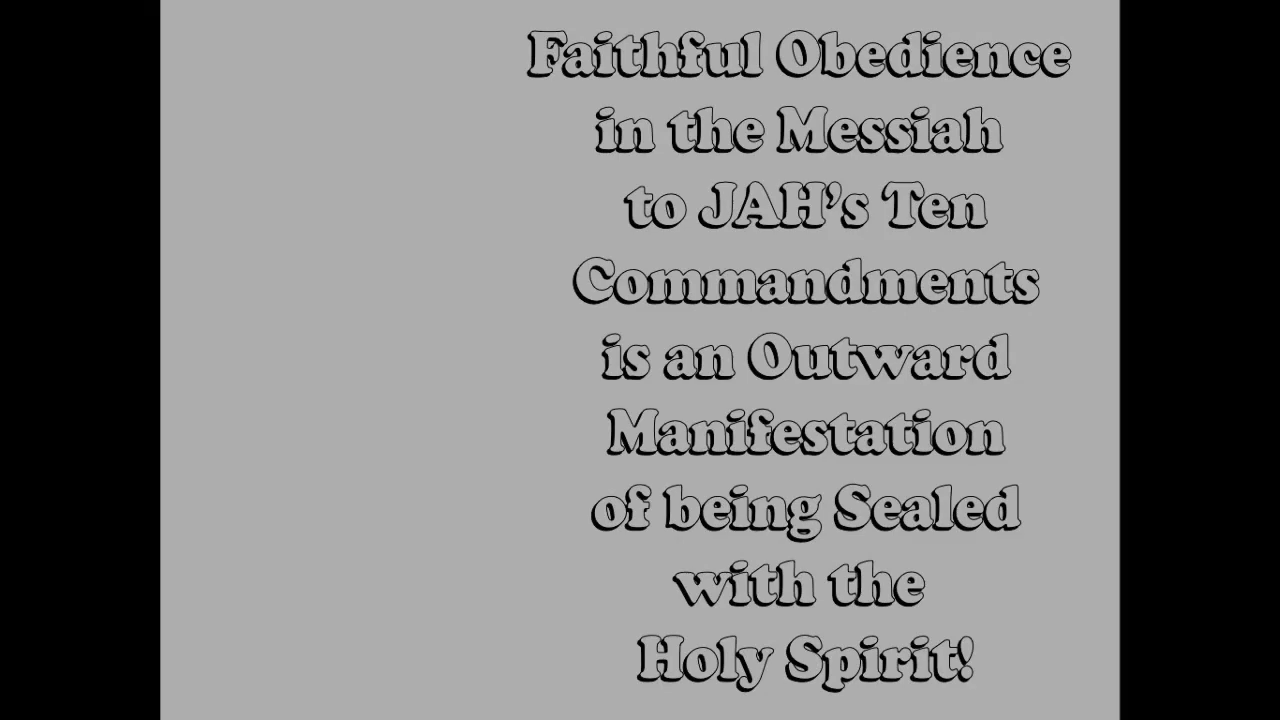 Faithful Obedience
in the Messiah
to JAH's Ten
Commandments
is an Outward
Manifestation
of being Sealed
with the
Holy Spirit!